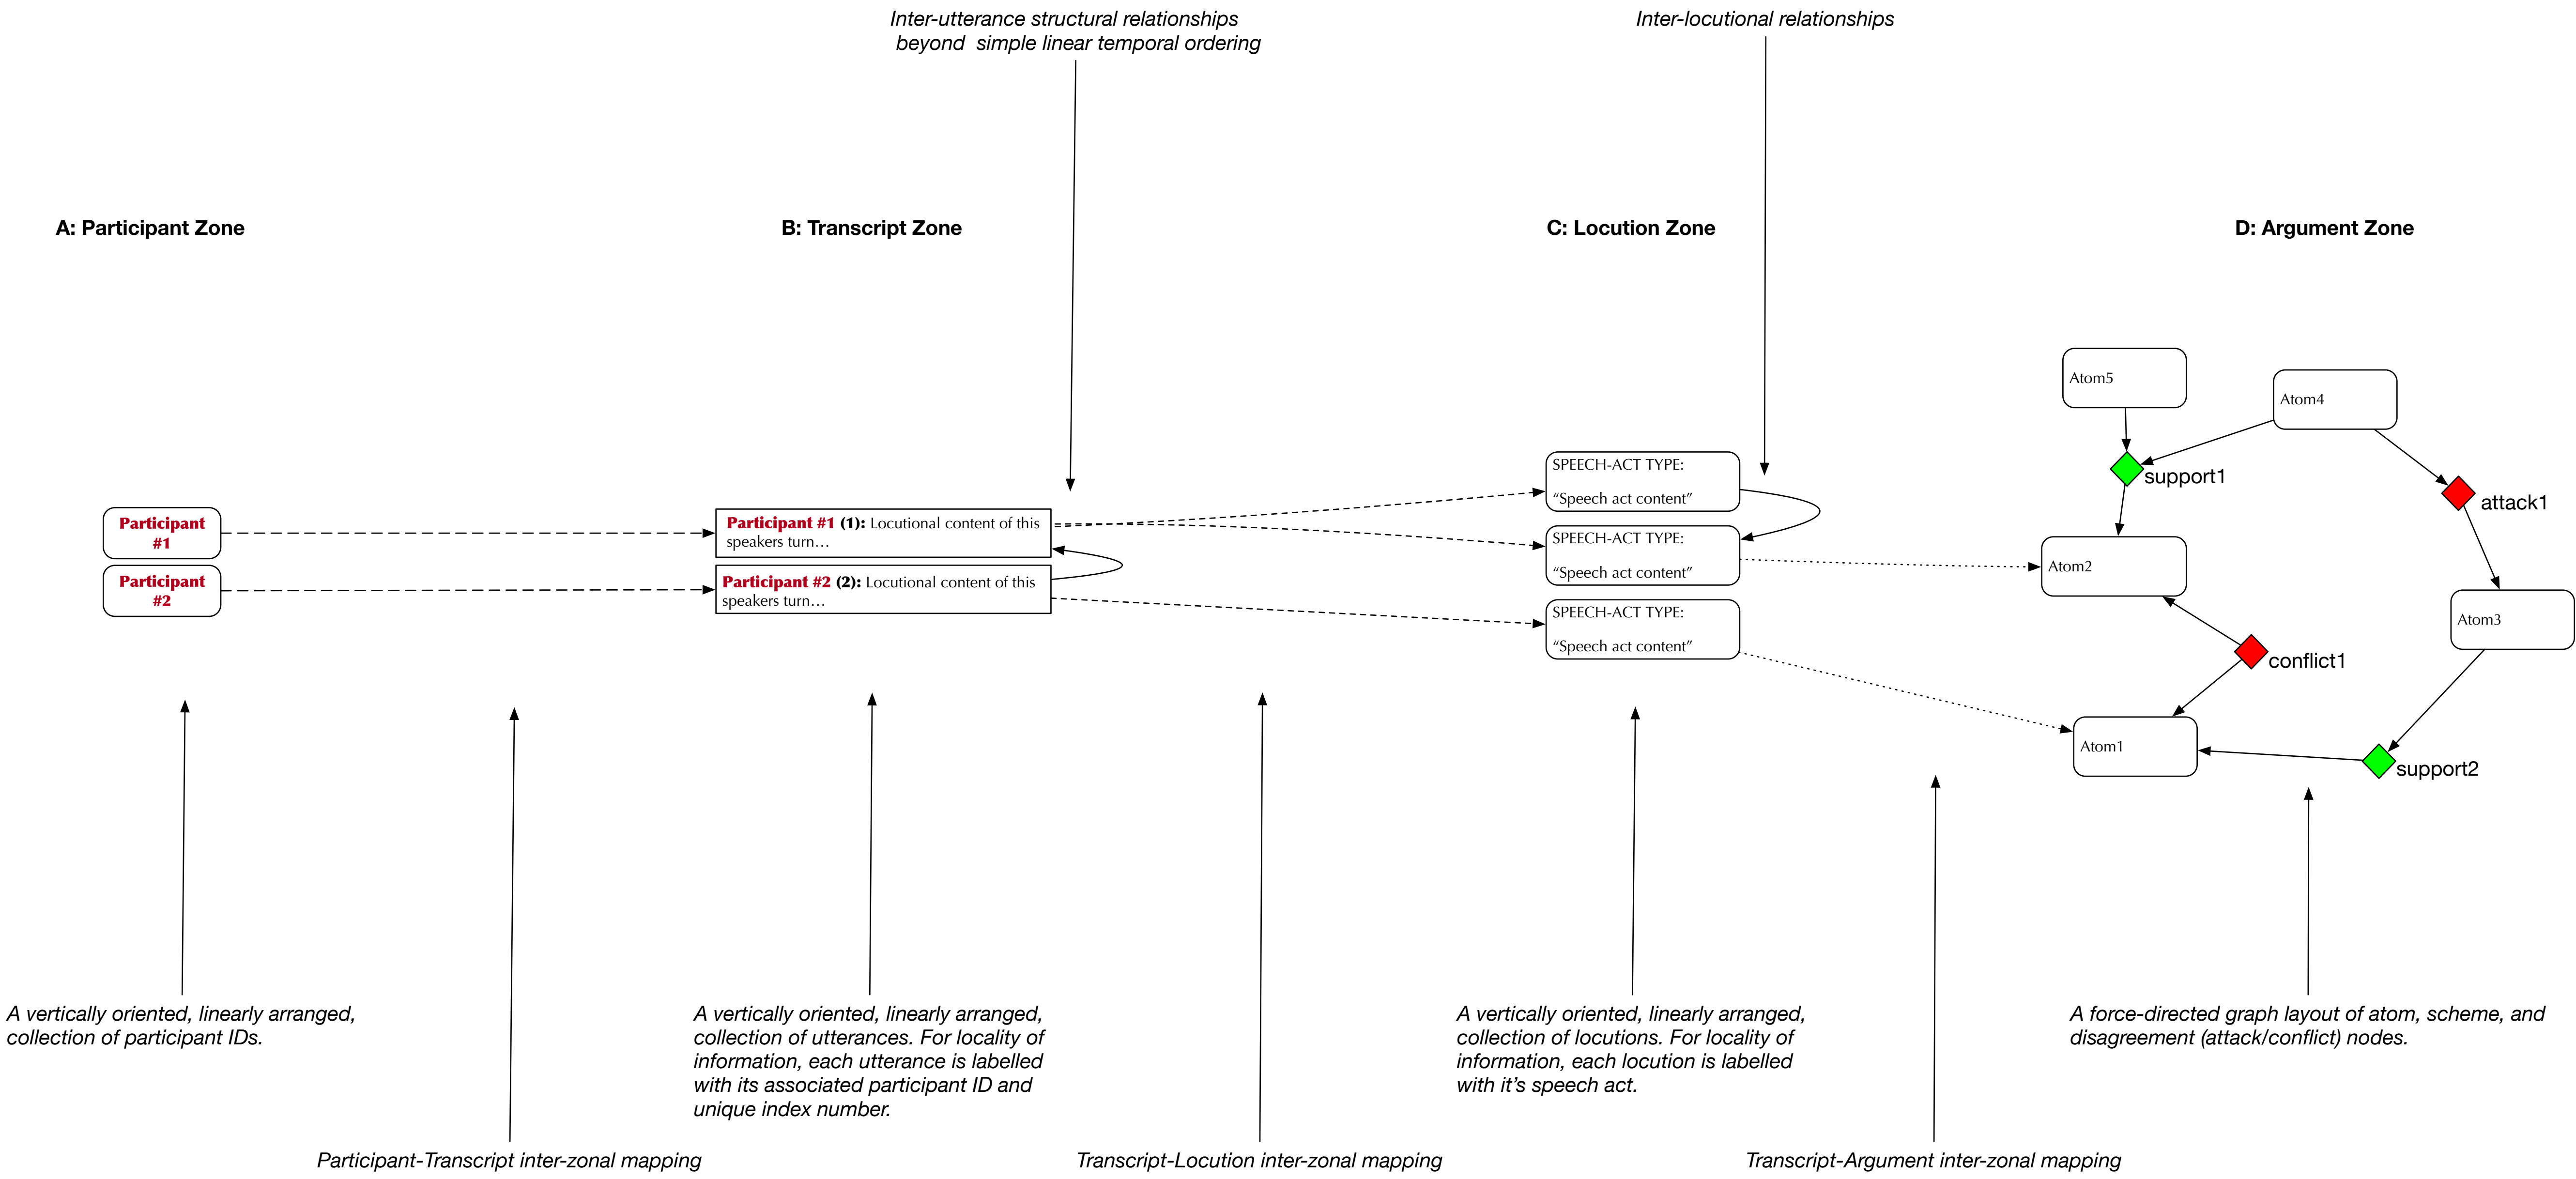 Inter-utterance structural relationships
beyond simple linear temporal ordering
Inter-locutional relationships
A: Participant Zone
B: Transcript Zone
C: Locution Zone
D: Argument Zone
Participant
#1
Participant
#2
Participant #1 (1): Locutional content of this
speakers turn…
Participant #2 (2): Locutional content of this
speakers turn…
SPEECH-ACT TYPE:
“Speech act content”
SPEECH-ACT TYPE:
“Speech act content”
SPEECH-ACT TYPE:
“Speech act content”
Atom5
Atom4
support1
attack1
Atom2
Atom3
conflict1
Atom1
support2
A vertically oriented, linearly arranged,
collection of participant IDs.
A vertically oriented, linearly arranged,
collection of utterances. For locality of
information, each utterance is labelled
with its associated participant ID and
unique index number.
A vertically oriented, linearly arranged,
collection of locutions. For locality of
information, each locution is labelled
with it’s speech act.
A force-directed graph layout of atom, scheme, and
disagreement (attack/conflict) nodes.
Participant-Transcript inter-zonal mapping
Transcript-Locution inter-zonal mapping
Transcript-Argument inter-zonal mapping